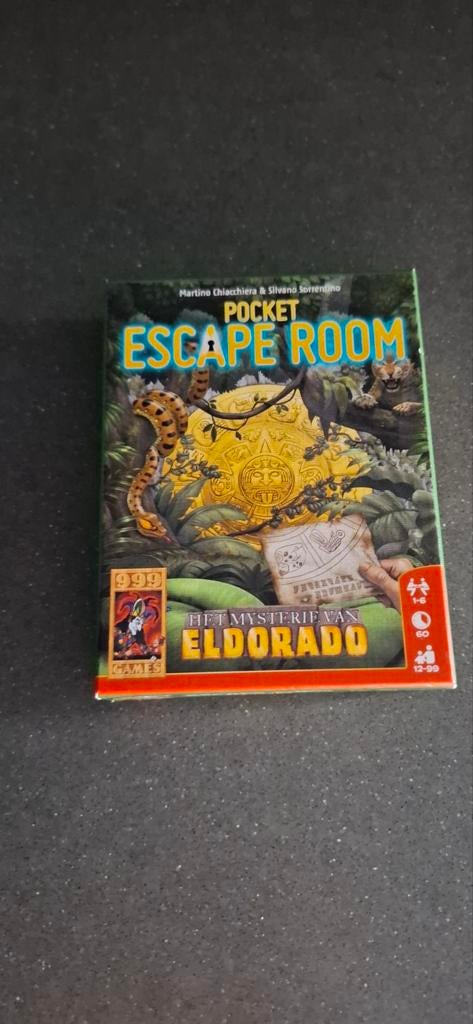 Martino Chiacchiera & Silvano Sorrentino
POCKET
ESCAPE ROOM
999
GAMES
HET MYSTERIE VAN
ELDORADO
1-6
60
12-99